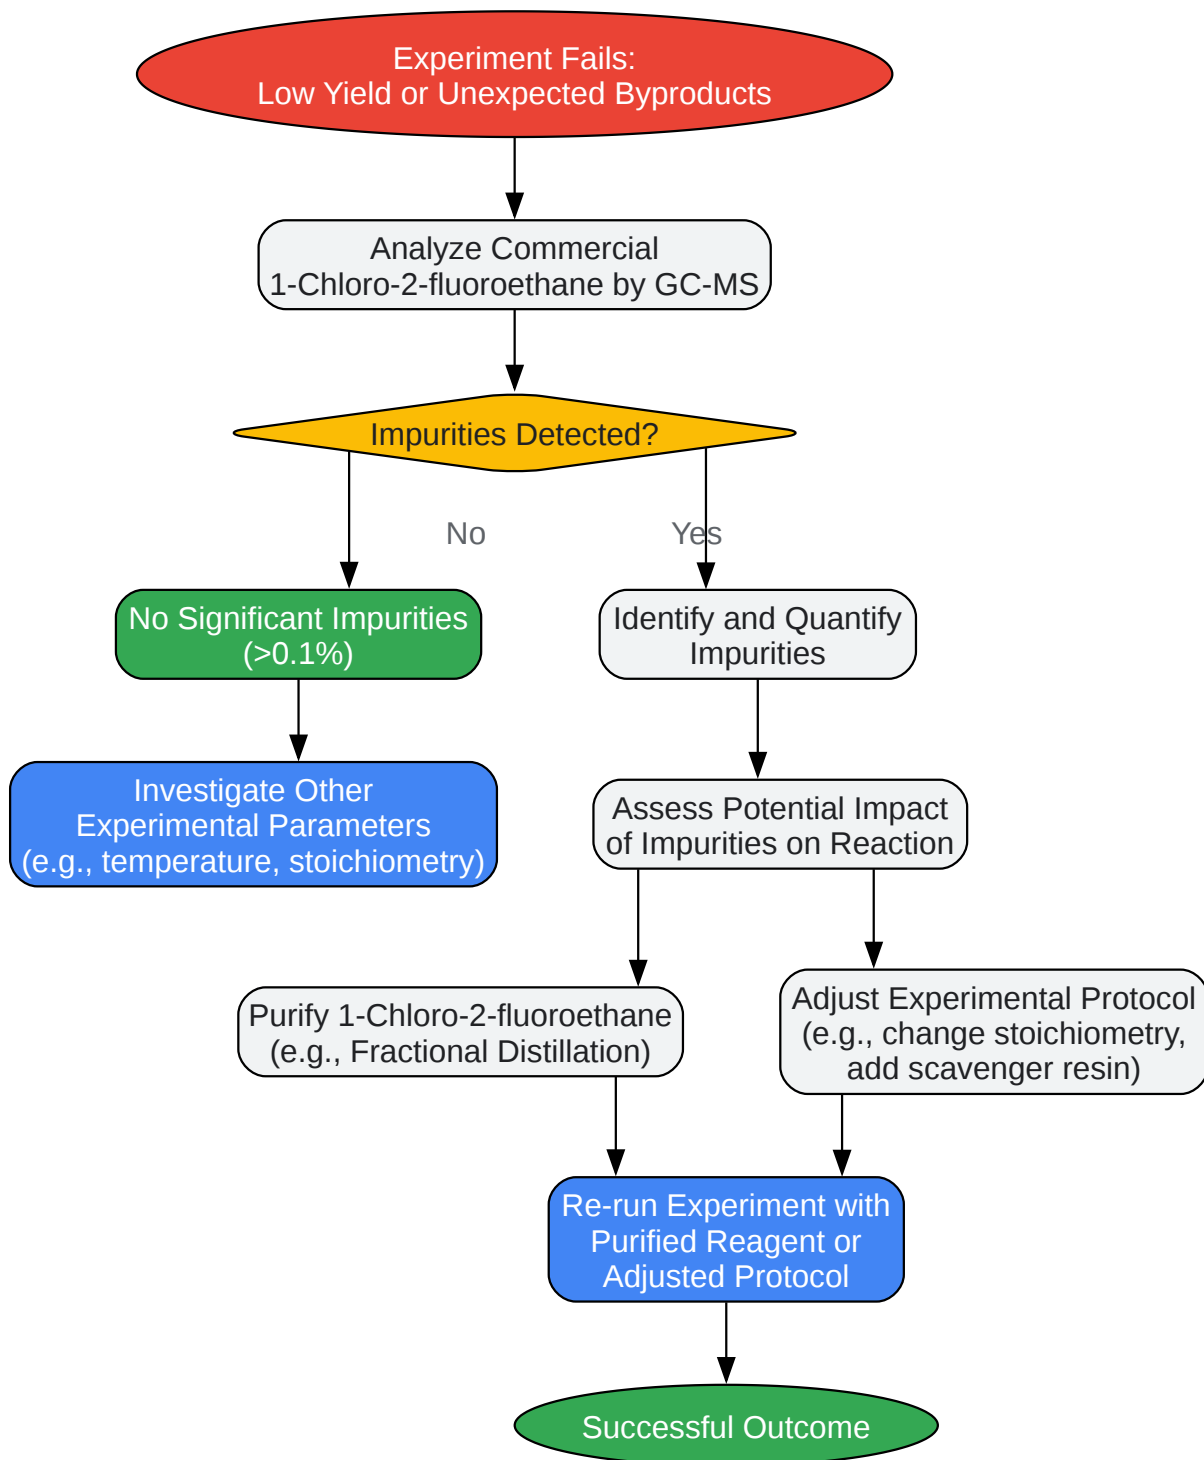 Experiment Fails:
Low Yield or Unexpected Byproducts
Analyze Commercial
1-Chloro-2-fluoroethane by GC-MS
Impurities Detected?
No
Yes
No Significant Impurities
(>0.1%)
Identify and Quantify
Impurities
Investigate Other
Experimental Parameters
(e.g., temperature, stoichiometry)
Assess Potential Impact
of Impurities on Reaction
Purify 1-Chloro-2-fluoroethane
(e.g., Fractional Distillation)
Adjust Experimental Protocol
(e.g., change stoichiometry,
add scavenger resin)
Re-run Experiment with
Purified Reagent or
Adjusted Protocol
Successful Outcome